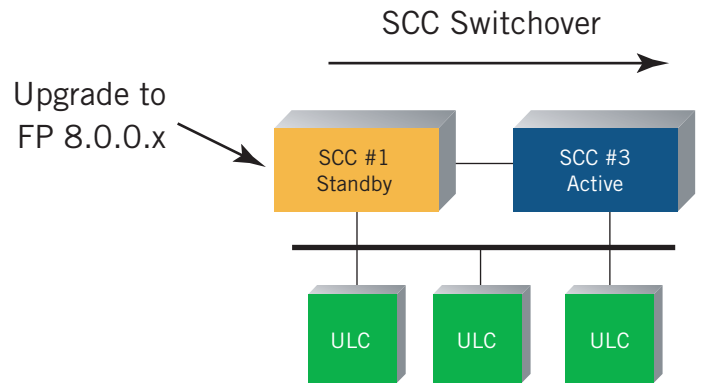 SCC Switchover
Upgrade to
FP 8.0.0.x
SCC #1
Standby
SCC #3
Active
ULC
ULC
ULC